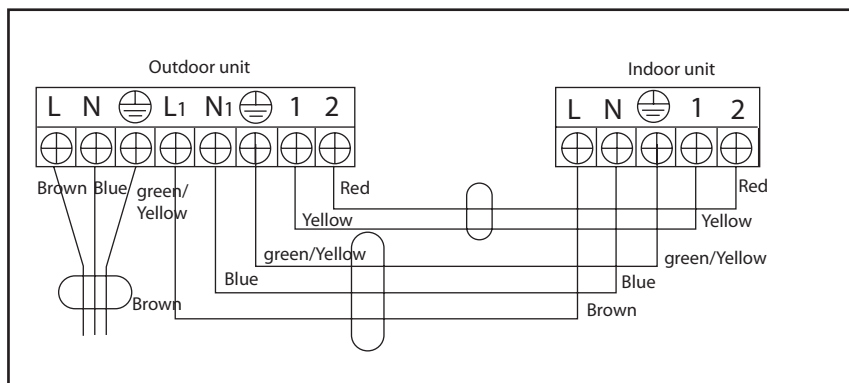 Outdoor unit
Indoor unit
L N L1 N1 1 2
L N 1 2
Brown Blue green/
Yellow
Red
Red
Yellow
Yellow
green/Yellow
green/Yellow
Blue
Blue
Brown
Brown